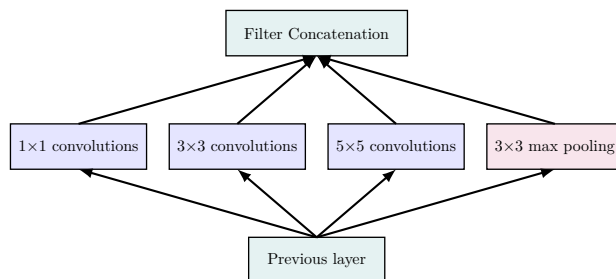 Filter Concatenation
1×1 convolutions
3×3 convolutions
5×5 convolutions
3×3 max pooling
Previous layer